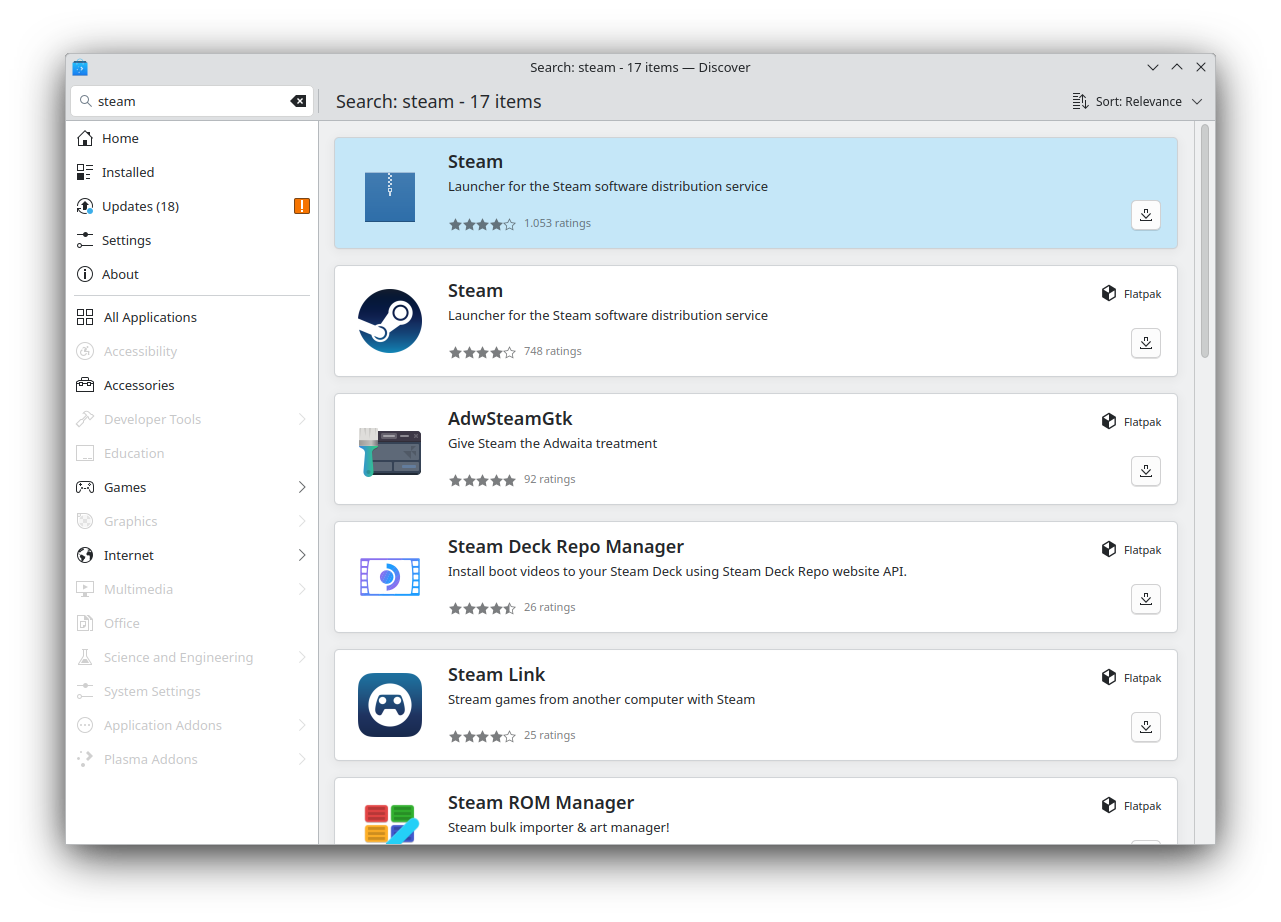 Search: steam - 17 items — Discover
steam
Search: steam - 17 items
Sort: Relevance
Home
Installed
Updates (18)
Settings
About
All Applications
Accessibility
Accessories
Developer Tools
Education
Games
Graphics
Internet
Multimedia
Office
Science and Engineering
System Settings
Application Addons
Plasma Addons
Steam
Launcher for the Steam software distribution service
1.053 ratings
Steam
Flatpak
Launcher for the Steam software distribution service
748 ratings
AdwSteamGtk
Flatpak
Give Steam the Adwaita treatment
92 ratings
Steam Deck Repo Manager
Flatpak
Install boot videos to your Steam Deck using Steam Deck Repo website API.
26 ratings
Steam Link
Flatpak
Stream games from another computer with Steam
25 ratings
Steam ROM Manager
Flatpak
Steam bulk importer & art manager!